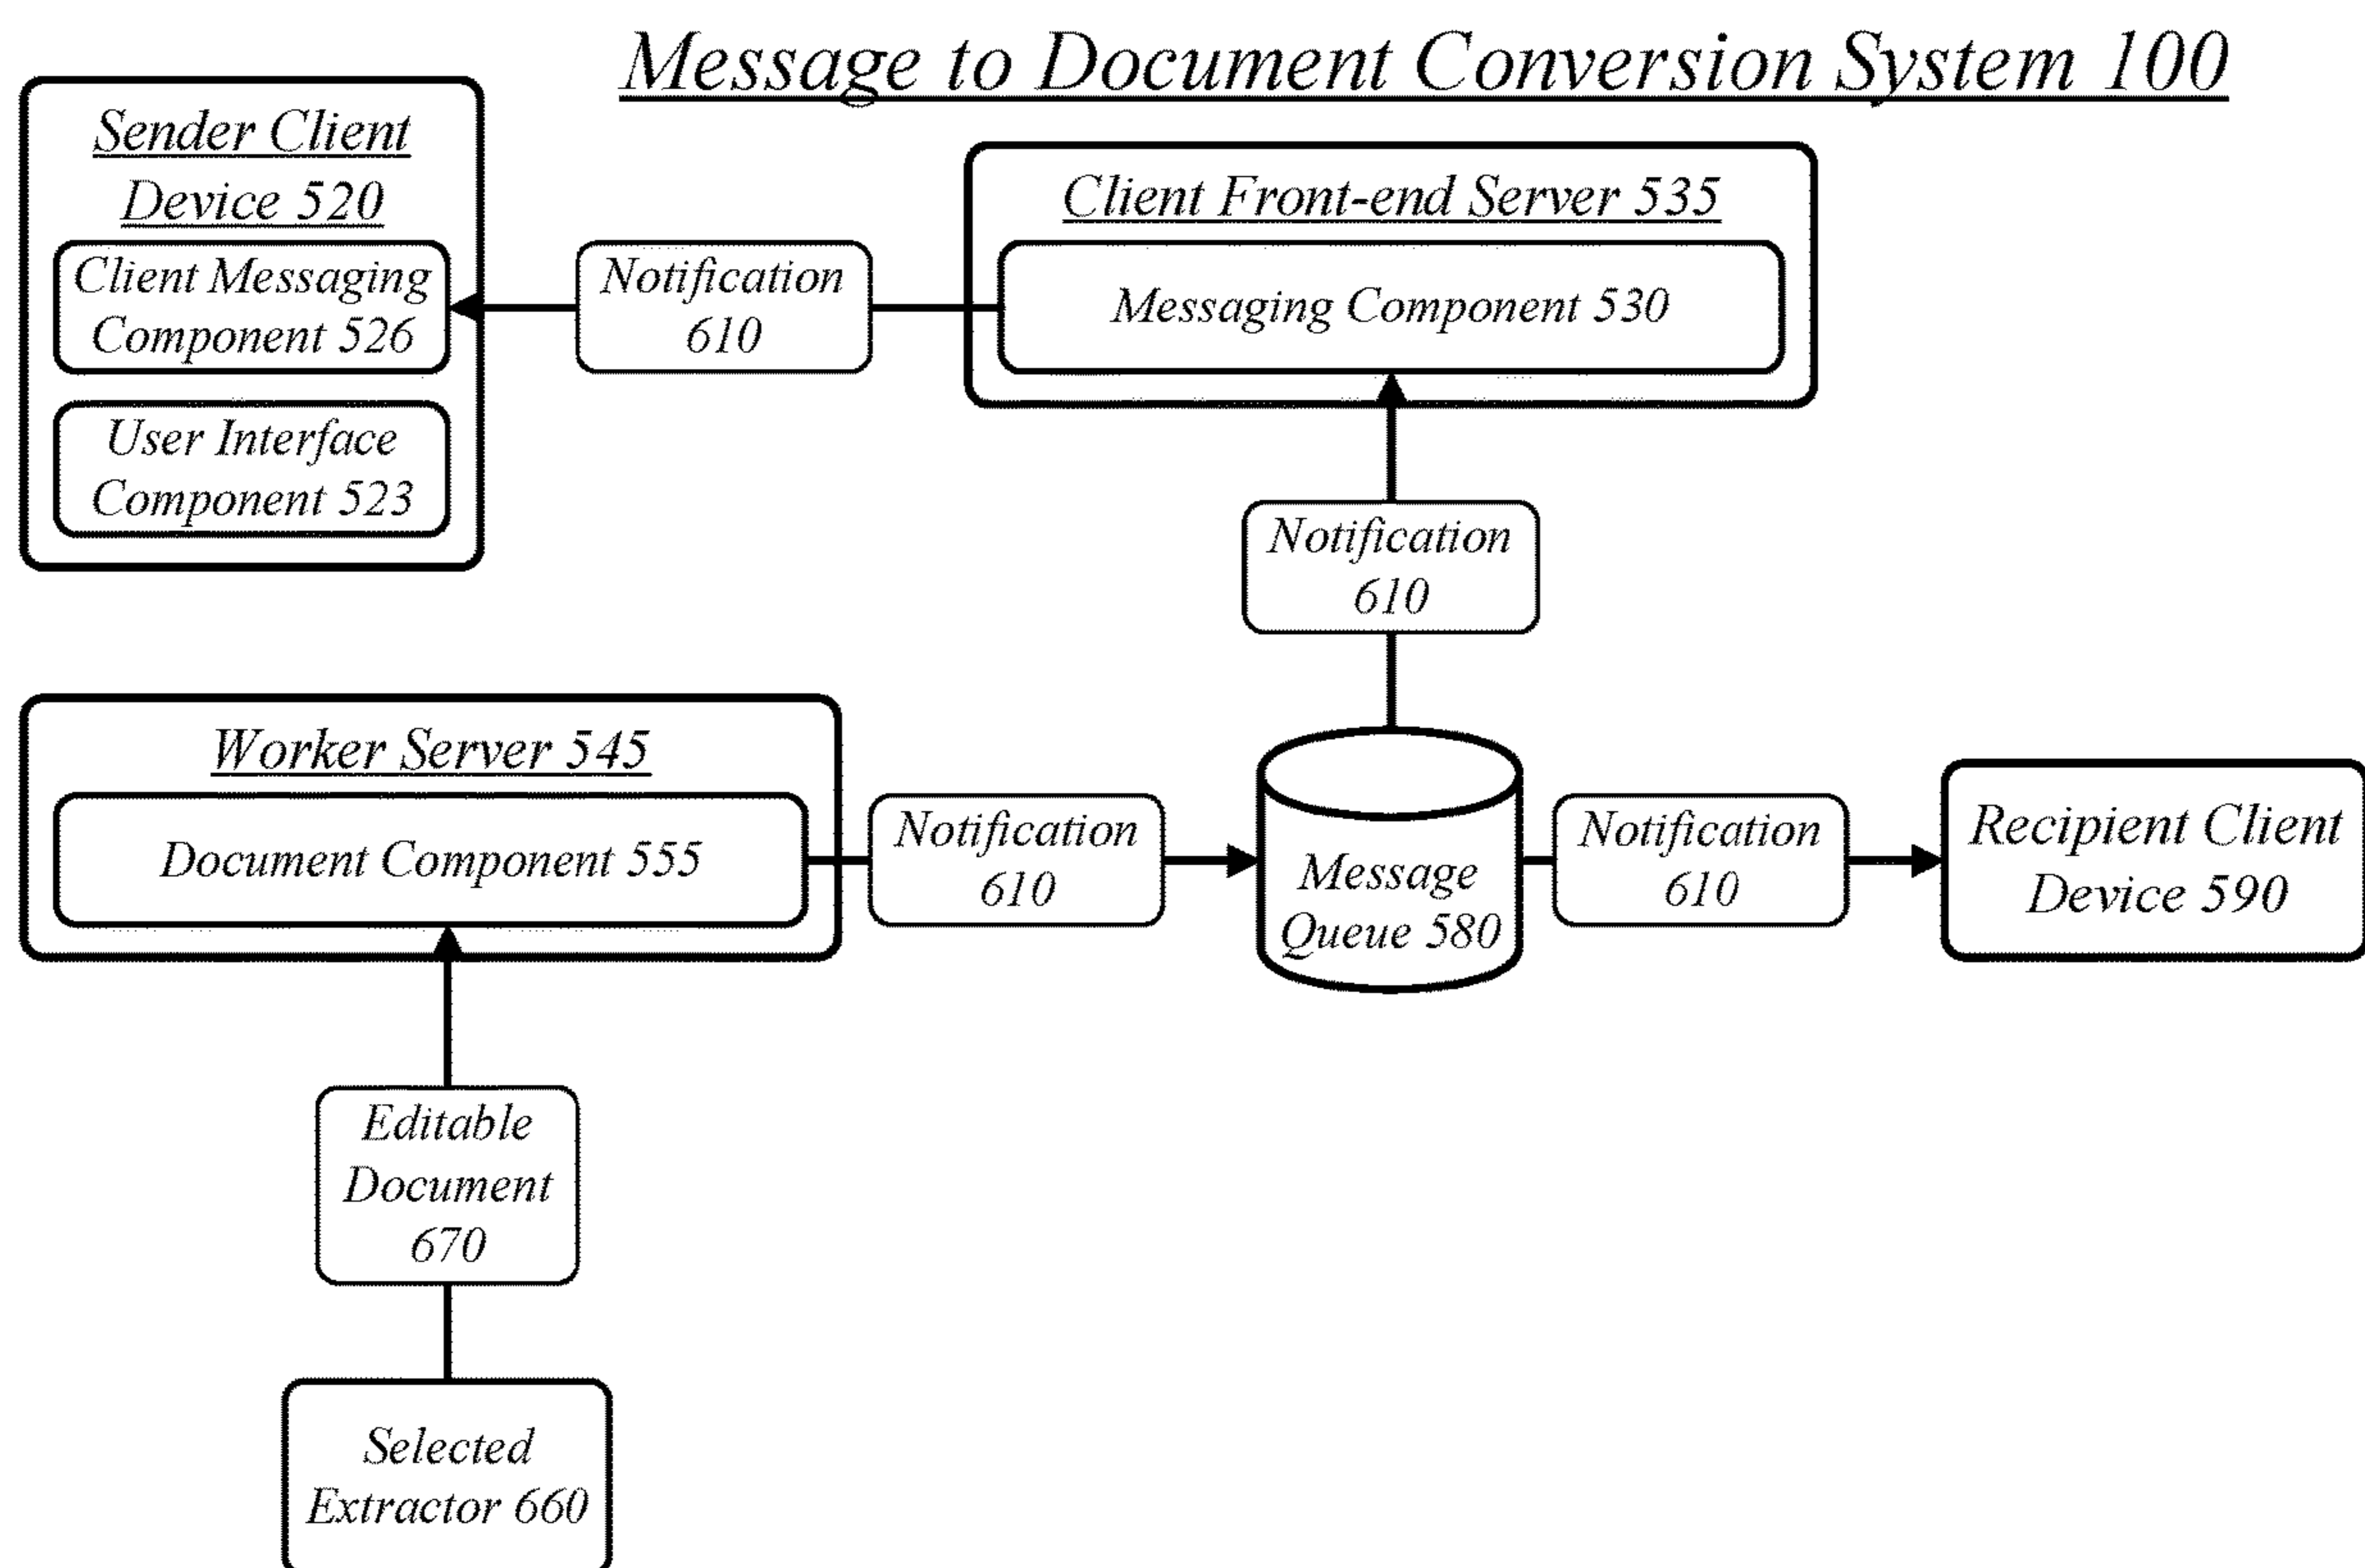 Message to Document Conversion System 100
Sender Client
Device 520
Client Messaging
Component 526
User Interface
Component 523
Notification
610
Client Front-end Server 535
Messaging Component 530
Notification
610
Worker Server 545
Document Component 555
Notification
610
Message
Queue 580
Notification
610
Recipient Client
Device 590
Editable
Document
670
Selected
Extractor 660